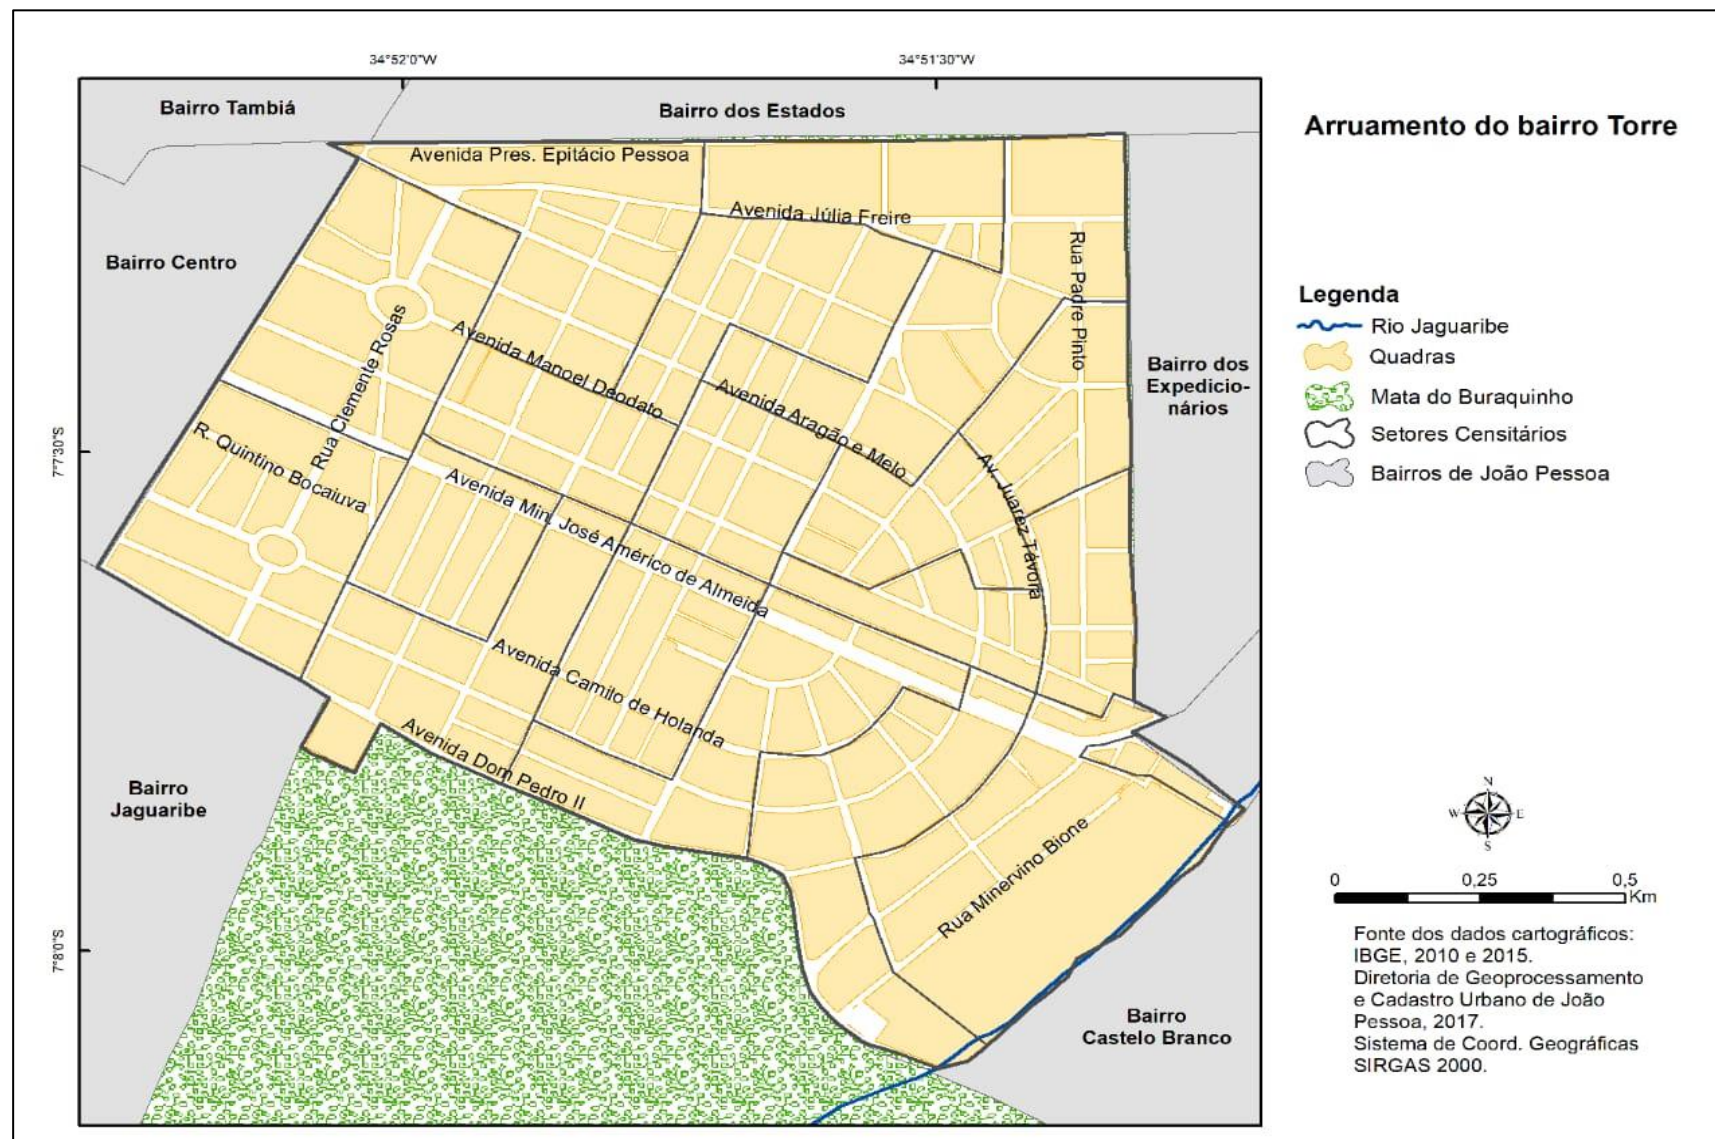 34°52'0"W
34°51'30"W
Bairro Tambiá
Bairro dos Estados
Arruamento do bairro Torre
Avenida Pres. Epitácio Pessoa
Avenida Júlia Freire
Bairro Centro
Rua Padre Pinto
Legenda
Rio Jaguaribe
Quadras
Mata do Buraquinho
Setores Censitários
Bairros de João Pessoa
Rua Clemente Rosas
Avenida Manoel Deodato
Avenida Aragão e Melo
Bairro dos
Expedicio-
nários
7°7'30"S
R. Quintino Bocaiuva
Avenida Min. José Américo de Almeida
Av. Juarez Távora
Avenida Camilo de Holanda
Avenida Dom Pedro II
Bairro
Jaguaribe
Rua Minervino Bione
N
W
E
S
0
0,25
0,5
Km
7°8'0"S
Fonte dos dados cartográficos:
IBGE, 2010 e 2015.
Diretoria de Geoprocessamento
e Cadastro Urbano de João
Pessoa, 2017.
Sistema de Coord. Geográficas
SIRGAS 2000.
Bairro
Castelo Branco